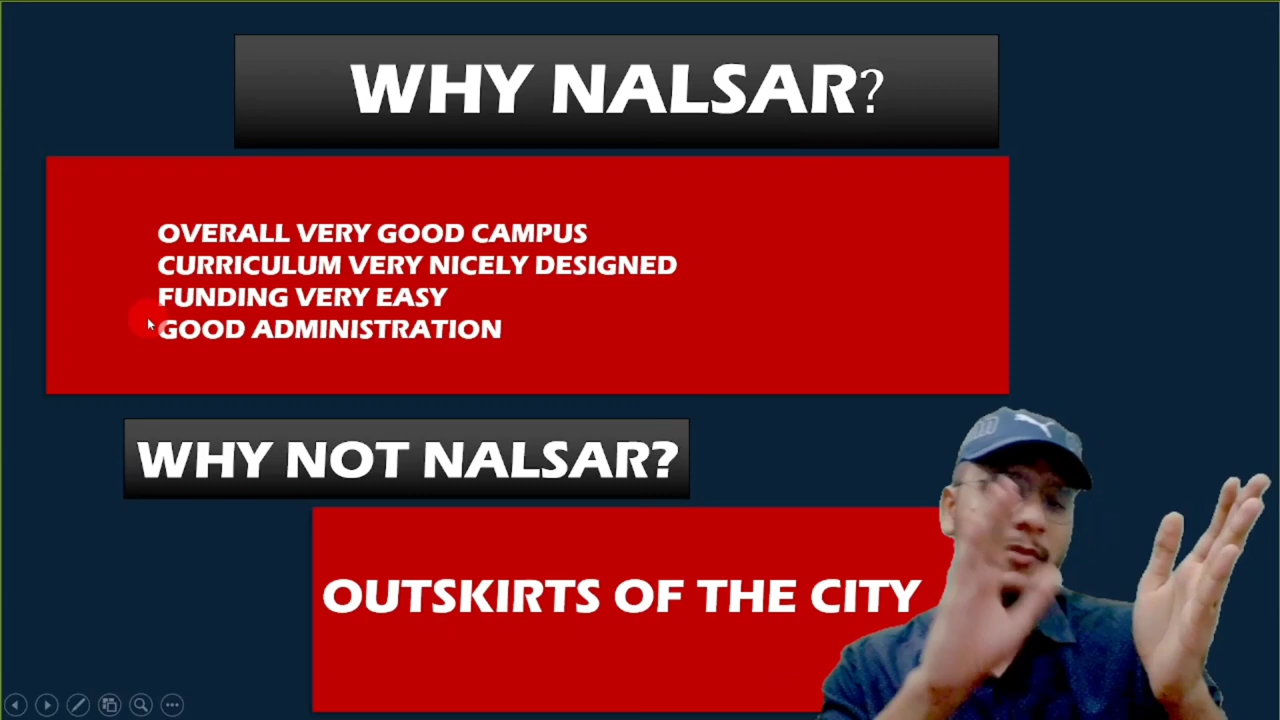 WHY NALSAR?
OVERALL VERY GOOD CAMPUS
CURRICULUM VERY NICELY DESIGNED
FUNDING VERY EASY
GOOD ADMINISTRATION
WHY NOT NALSAR?
OUTSKIRTS OF THE CITY